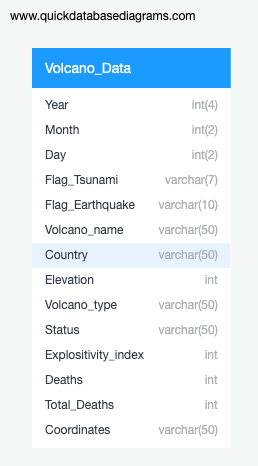 www.quickdatabasediagrams.com
Volcano_Data
Year int(4)
Month int(2)
Day int(2)
Flag_Tsunami varchar(7)
Flag_Earthquake varchar(10)
Volcano_name varchar(50)
Country varchar(50)
Elevation int
Volcano_type varchar(50)
Status varchar(50)
Explositivity_index int
Deaths int
Total_Deaths int
Coordinates varchar(50)